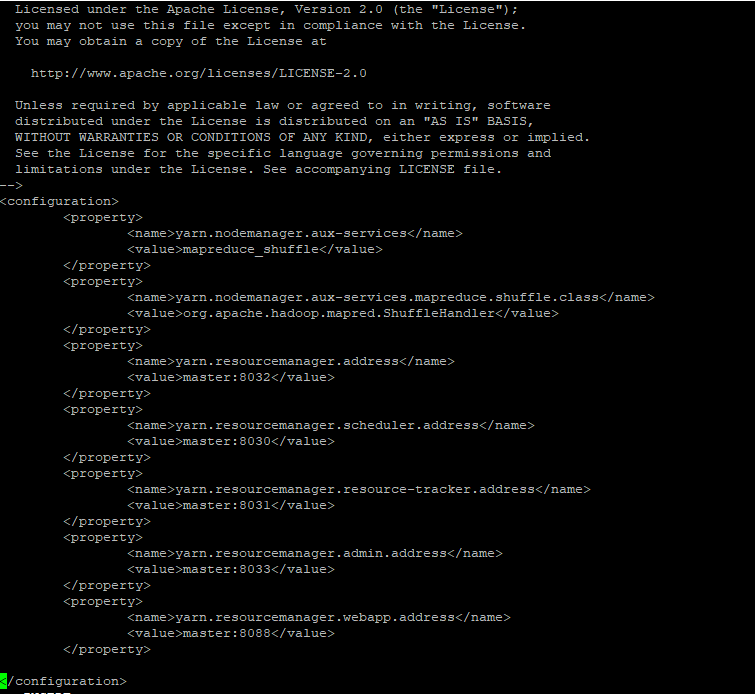 Licensed under the Apache License, Version 2.0 (the "License");
you may not use this file except in compliance with the License.
You may obtain a copy of the License at
http://www.apache.org/licenses/LICENSE-2.0
Unless required by applicable law or agreed to in writing, software
distributed under the License is distributed on an "AS IS" BASIS,
WITHOUT WARRANTIES OR CONDITIONS OF ANY KIND, either express or implied.
See the License for the specific language governing permissions and
limitations under the License. See accompanying LICENSE file.
-->
<configuration>
<property>
<name>yarn.nodemanager.aux-services</name>
<value>mapreduce_shuffle</value>
</property>
<property>
<name>yarn.nodemanager.aux-services.mapreduce.shuffle.class</name>
<value>org.apache.hadoop.mapred.ShuffleHandler</value>
</property>
<property>
<name>yarn.resourcemanager.address</name>
<value>master:8032</value>
</property>
<property>
<name>yarn.resourcemanager.scheduler.address</name>
<value>master:8030</value>
</property>
<property>
<name>yarn.resourcemanager.resource-tracker.address</name>
<value>master:8031</value>
</property>
<property>
<name>yarn.resourcemanager.admin.address</name>
<value>master:8033</value>
</property>
<property>
<name>yarn.resourcemanager.webapp.address</name>
<value>master:8088</value>
</property>
</configuration>